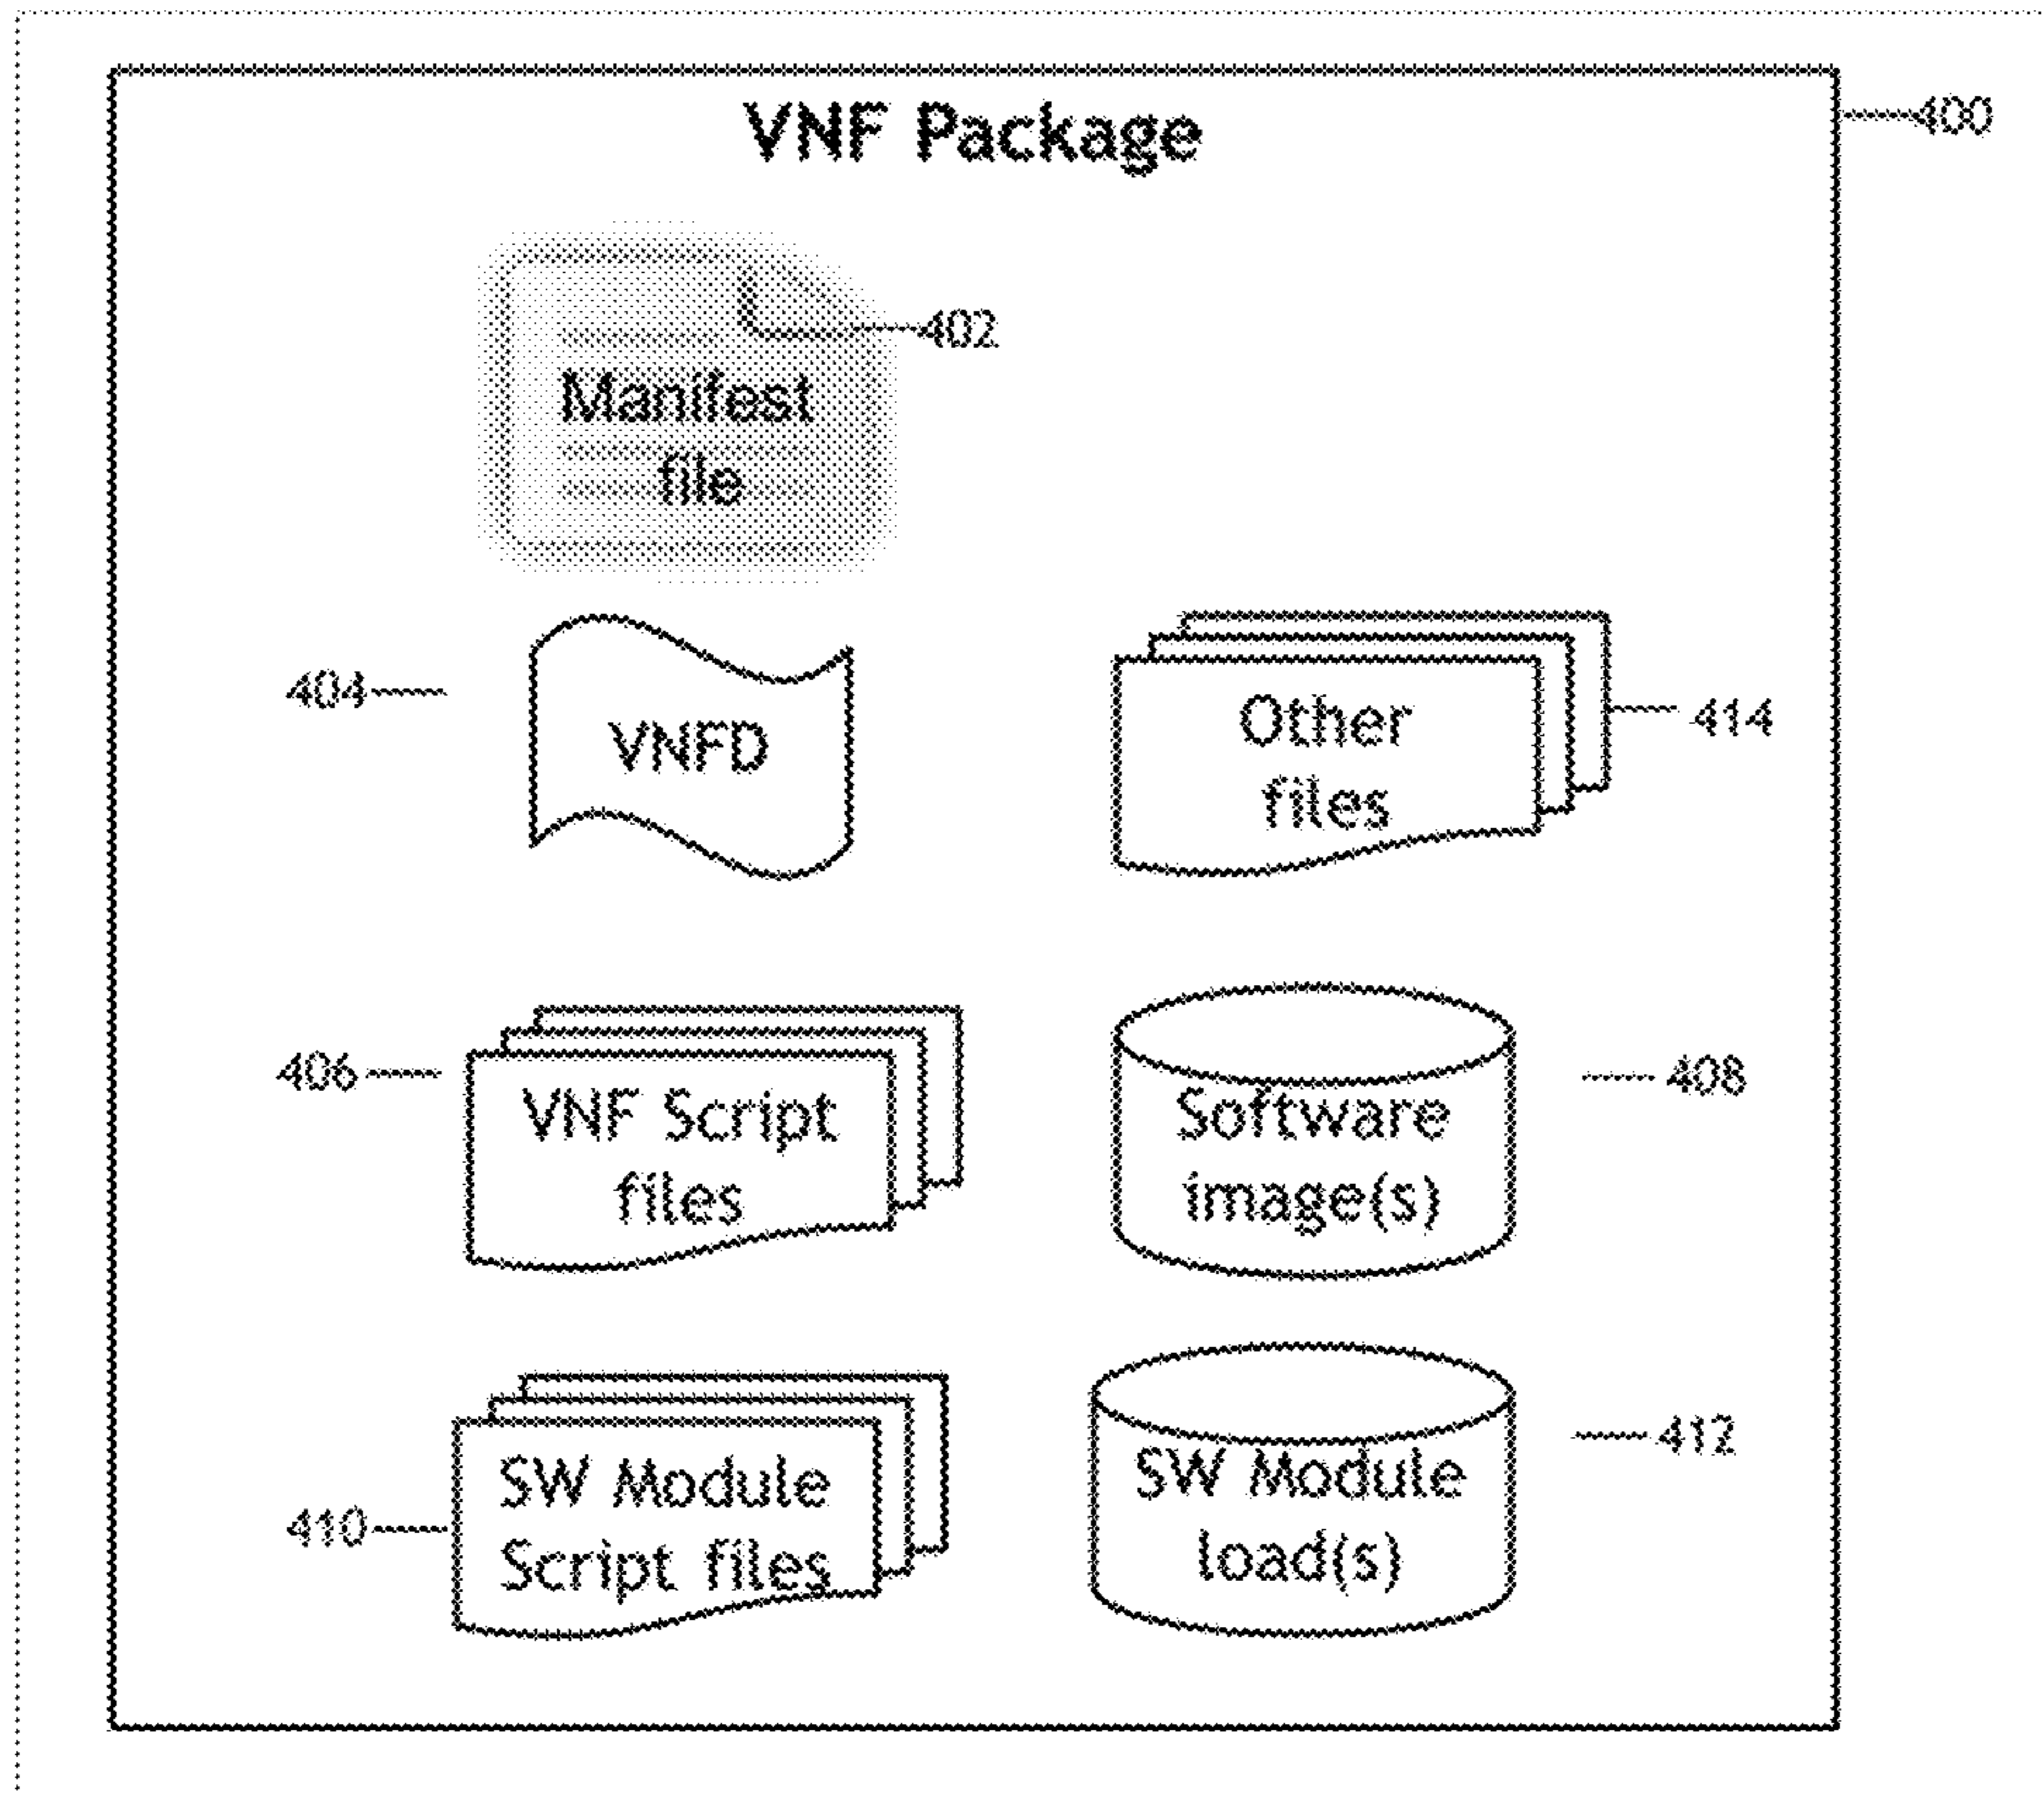 VNF Package
400
402
Manifest
file
404
VNFD
Other
files
414
406
VNF Script
files
Software
image(s)
408
410
SW Module
Script files
SW Module
load(s)
412